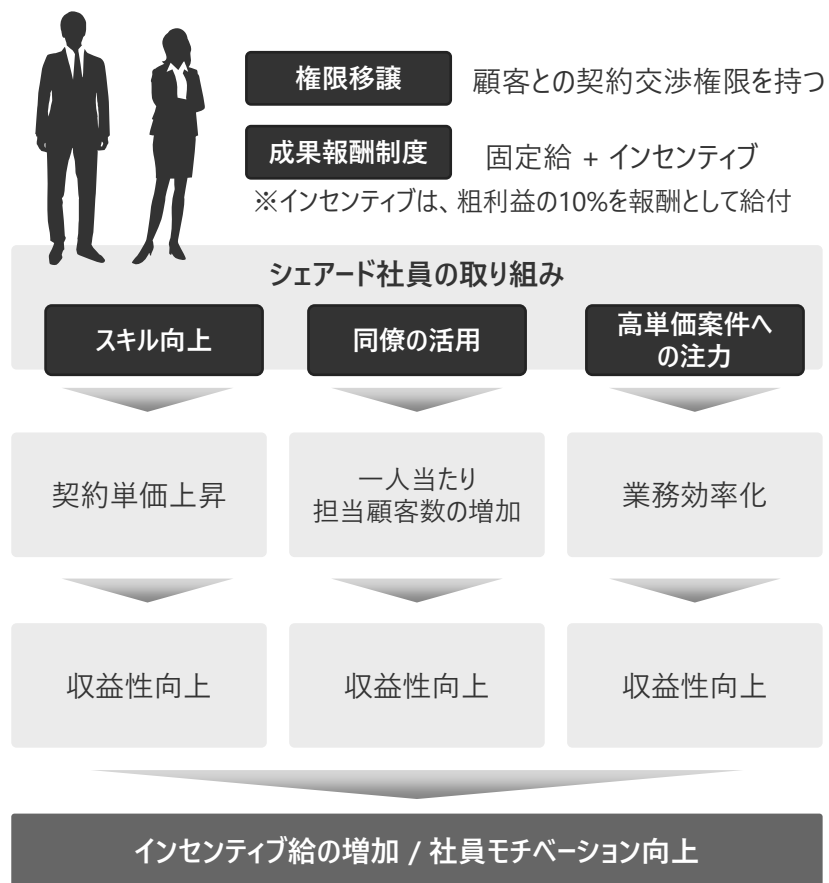 権限移譲 顧客との契約交渉権限を持つ
成果報酬制度 固定給 + インセンティブ
※インセンティブは、粗利益の10%を報酬として給付
シェアード社員の取り組み
スキル向上
同僚の活用
高単価案件へ
の注力
契約単価上昇
一人当たり
担当顧客数の増加
業務効率化
収益性向上
収益性向上
収益性向上
インセンティブ給の増加 / 社員モチベーション向上